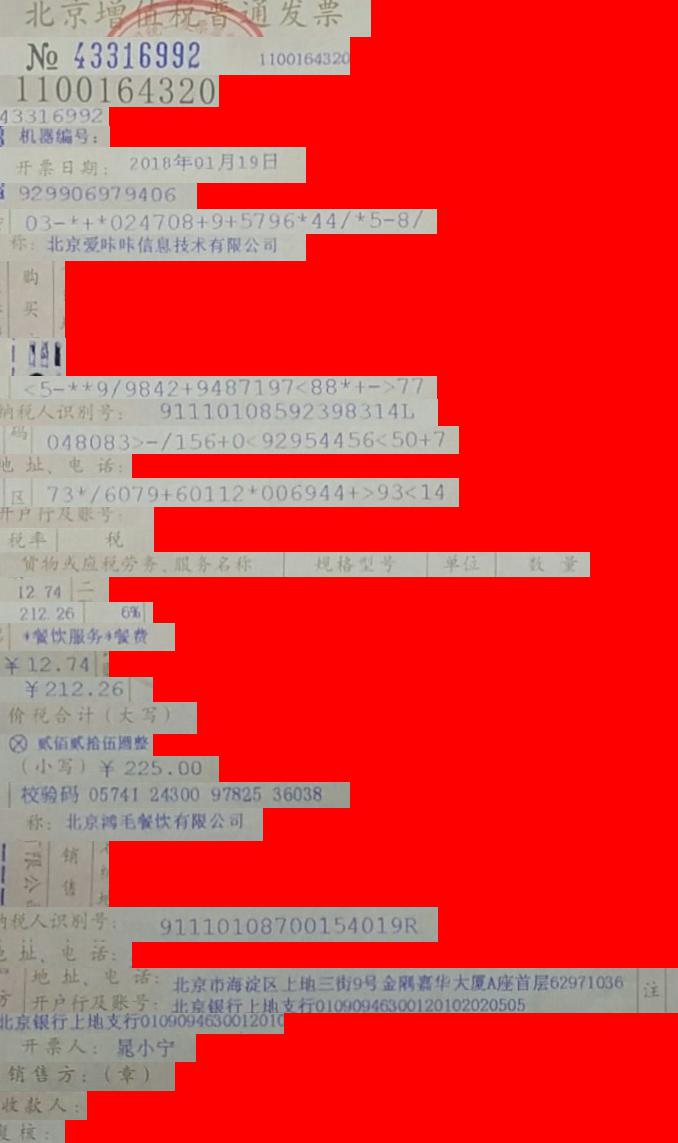 北京增值税普通发票
№ 43316992 1100164320
1100164320
43316992
机器编号:
开票日期: 2018年01月19日
929906979406
03-*+*024708+9+5796*44/*5-8/
称: 北京爱咔咔信息技术有限公司
购
买
<5-**9/9842+9487197<88*+->77
纳税人识别号: 91110108592398314L
码 048083>-/156+0<92954456<50+7
地 址、电 话:
区 73*/6079+60112*006944+>93<14
开户行及账号:
税率 税
货物或应税劳务、服务名称 规格型号 单位 数 量
12.74 二
212.26 6%
*餐饮服务*餐费
¥12.74
¥212.26
价税合计(大写)
ⓧ 贰佰贰拾伍圆整
(小写) ¥ 225.00
校验码 05741 24300 97825 36038
称: 北京鸿毛餐饮有限公司
限公
销
售
纳税人识别号: 91110108700154019R
地 址、电 话:
方 地 址、电 话: 北京市海淀区上地三街9号金隅嘉华大厦A座首层62971036 注
开户行及账号: 北京银行上地支行01090946300120102020505
北京银行上地支行0109094630012010
开票人: 晁小宁
销售方:(章)
收款人:
复核: